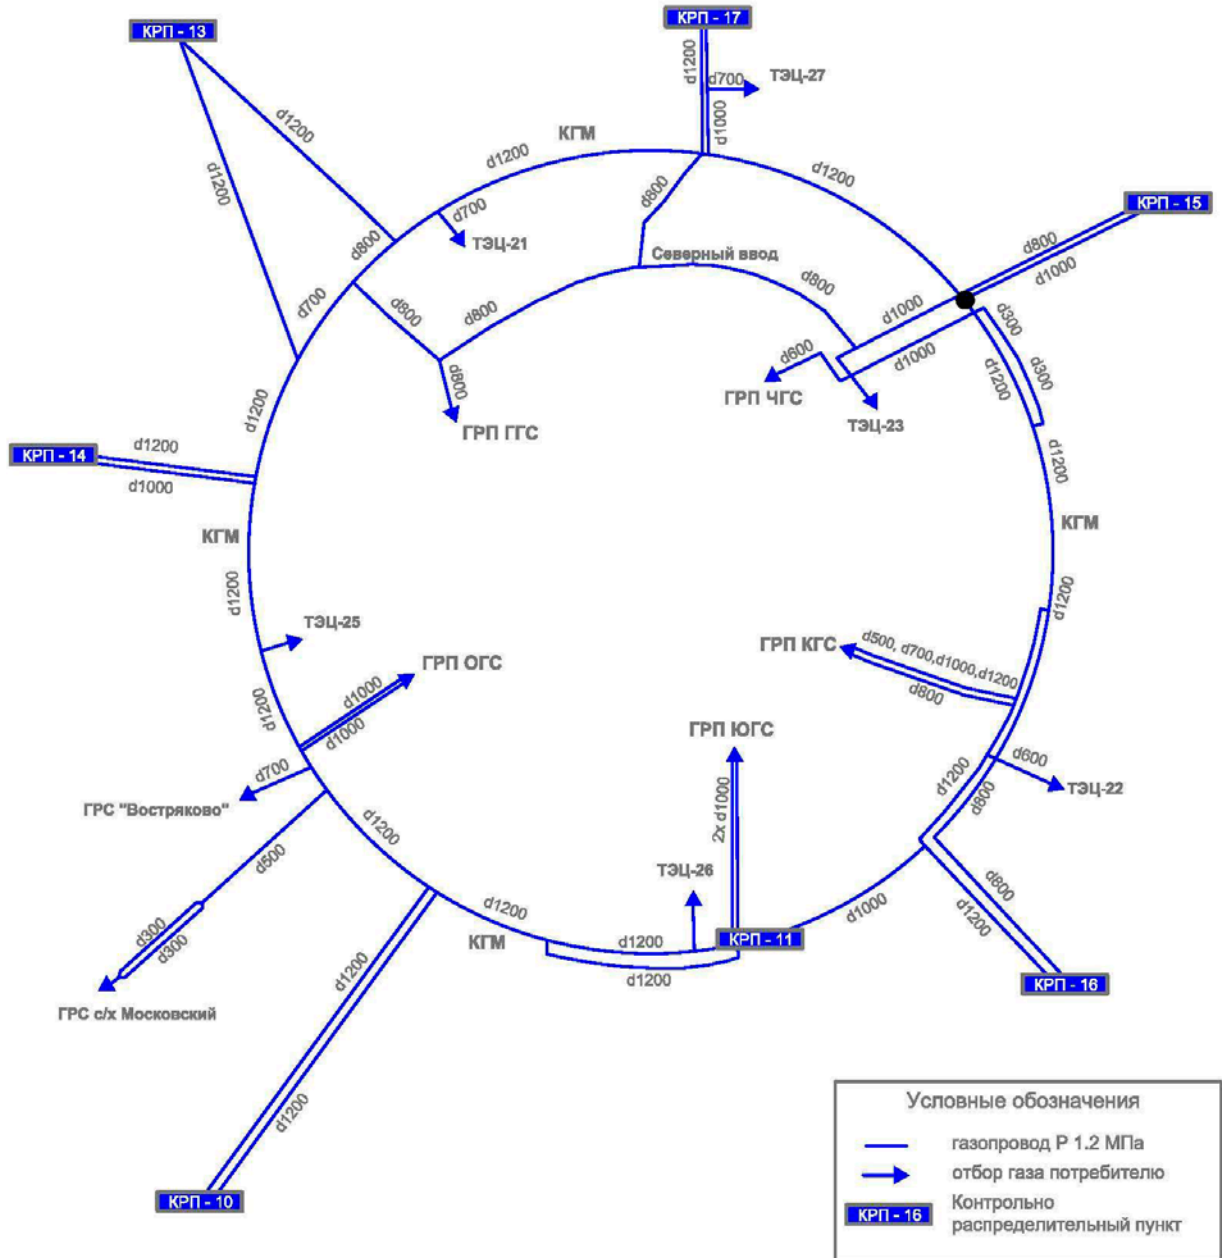 КРП - 13
КРП - 17
d1200
d700
ТЭЦ-27
d1000
КГМ
d1200
d1200
d1200
d1200
d800
КРП - 15
d800
d1000
d700
ТЭЦ-21
d800
Северный ввод
d800
d1000
d300
d700
d800
d800
d1000
d300
d1200
d600
d800
ГРП ЧГС
ТЭЦ-23
ГРП ГГС
d1200
d1200
КРП - 14
d1200
d1000
КГМ
КГМ
d1200
d1200
ТЭЦ-25
ГРП ОГС
ГРП КГС
d500, d700,d1000,d1200
d800
d1000
d1000
d1200
ГРП ЮГС
d700
ГРС "Востряково"
d600
ТЭЦ-22
d1200
d800
2x d1000
d1200
d500
ТЭЦ-26
d800
d1200
d1000
d1200
КГМ
d1200
КРП - 11
d1200
d300
d300
d1200
КРП - 16
ГРС с/х Московский
d1200
КРП - 10
Условные обозначения
газопровод Р 1.2 МПа
отбор газа потребителю
КРП - 16
Контрольно
распределительный пункт